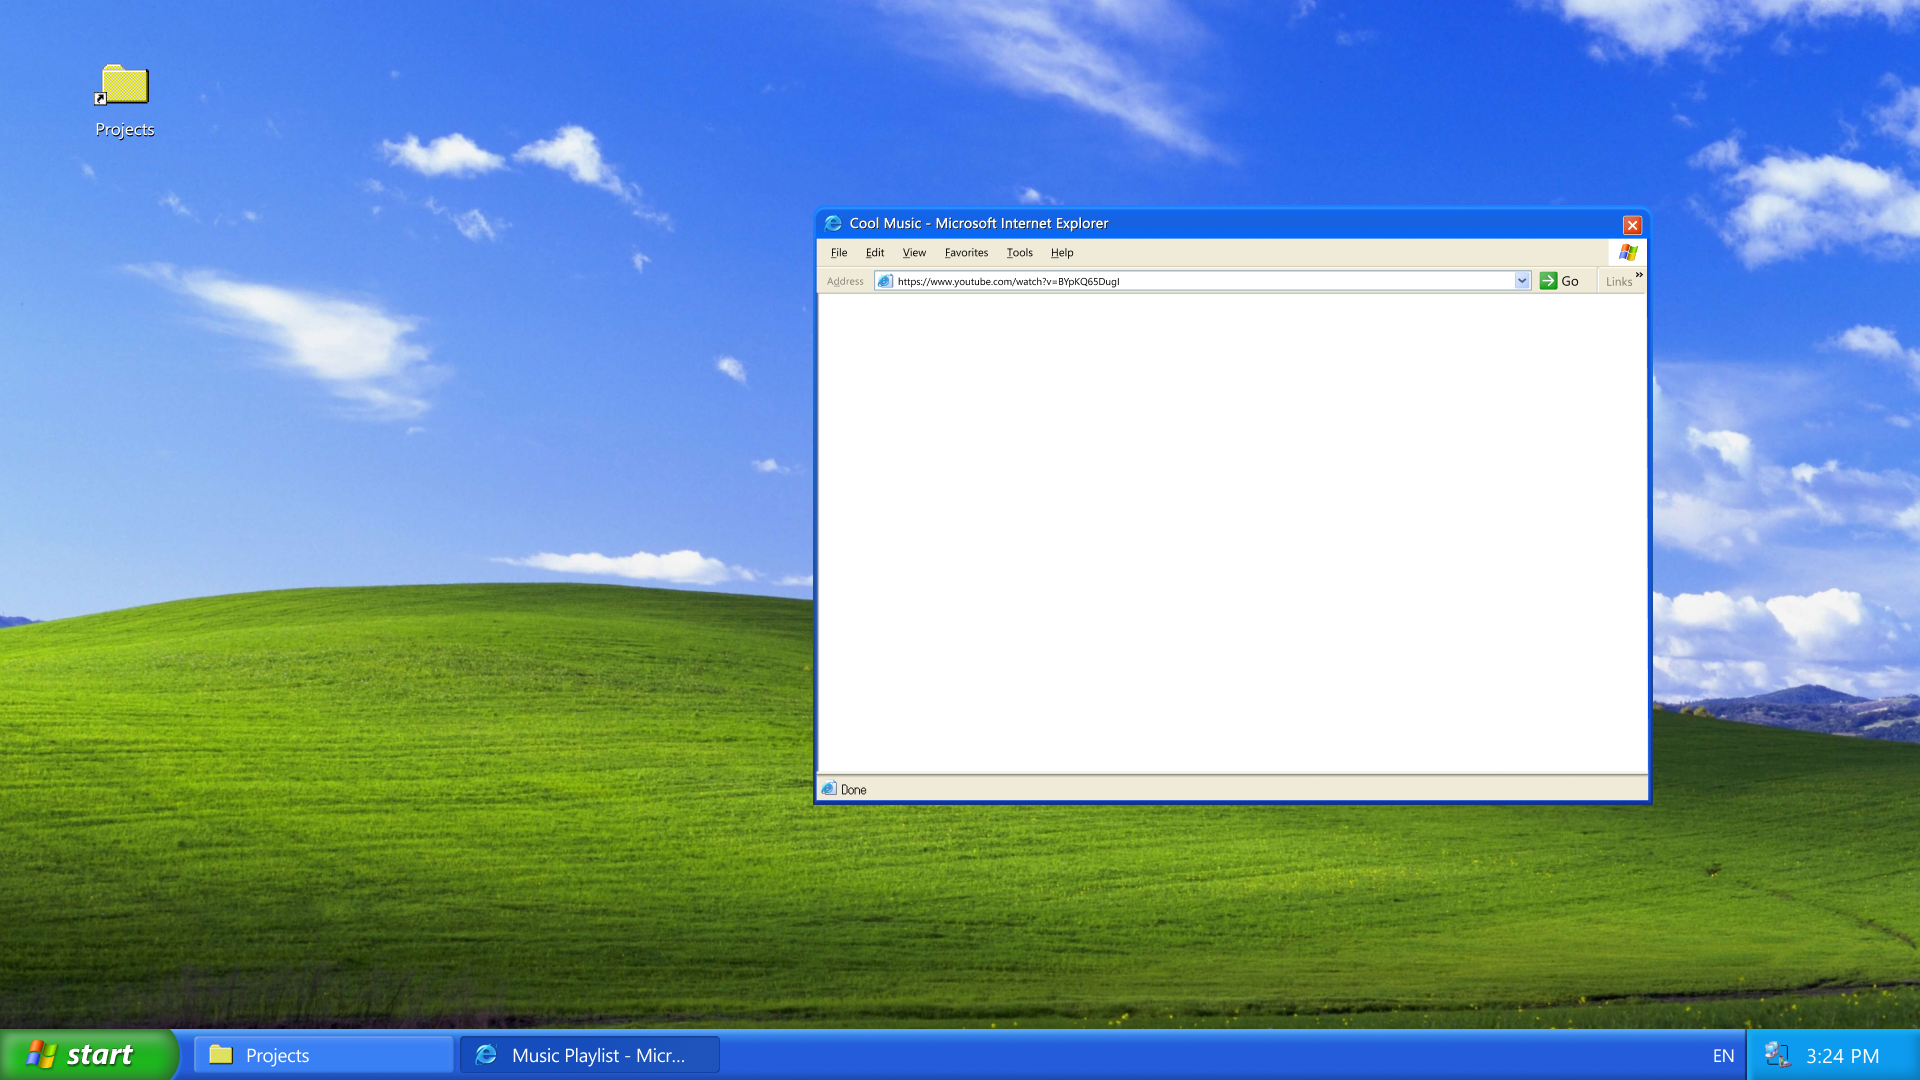 Projects
Cool Music - Microsoft Internet Explorer
File Edit View Favorites Tools Help
Address https://www.youtube.com/watch?v=BYpKQ65DugI Go Links »
Done
start Projects Music Playlist - Micr... EN 3:24 PM